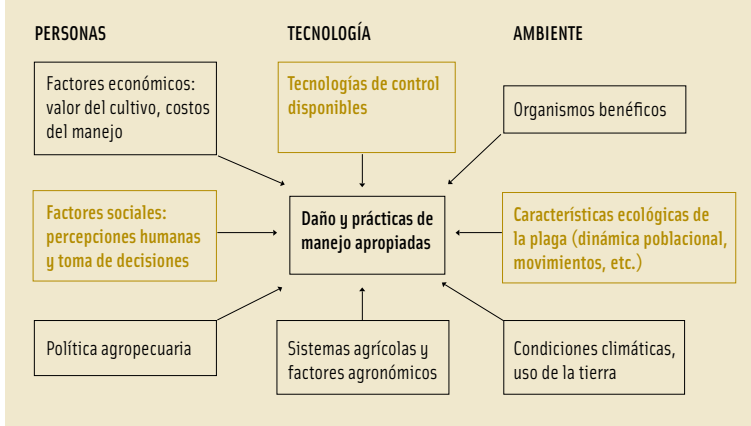 PERSONAS
TECNOLOGÍA
AMBIENTE
Factores económicos:
valor del cultivo, costos
del manejo
Tecnologías de control
disponibles
Organismos benéficos
Factores sociales:
percepciones humanas
y toma de decisiones
Daño y prácticas de
manejo apropiadas
Características ecológicas de
la plaga (dinámica poblacional,
movimientos, etc.)
Política agropecuaria
Sistemas agrícolas y
factores agronómicos
Condiciones climáticas,
uso de la tierra